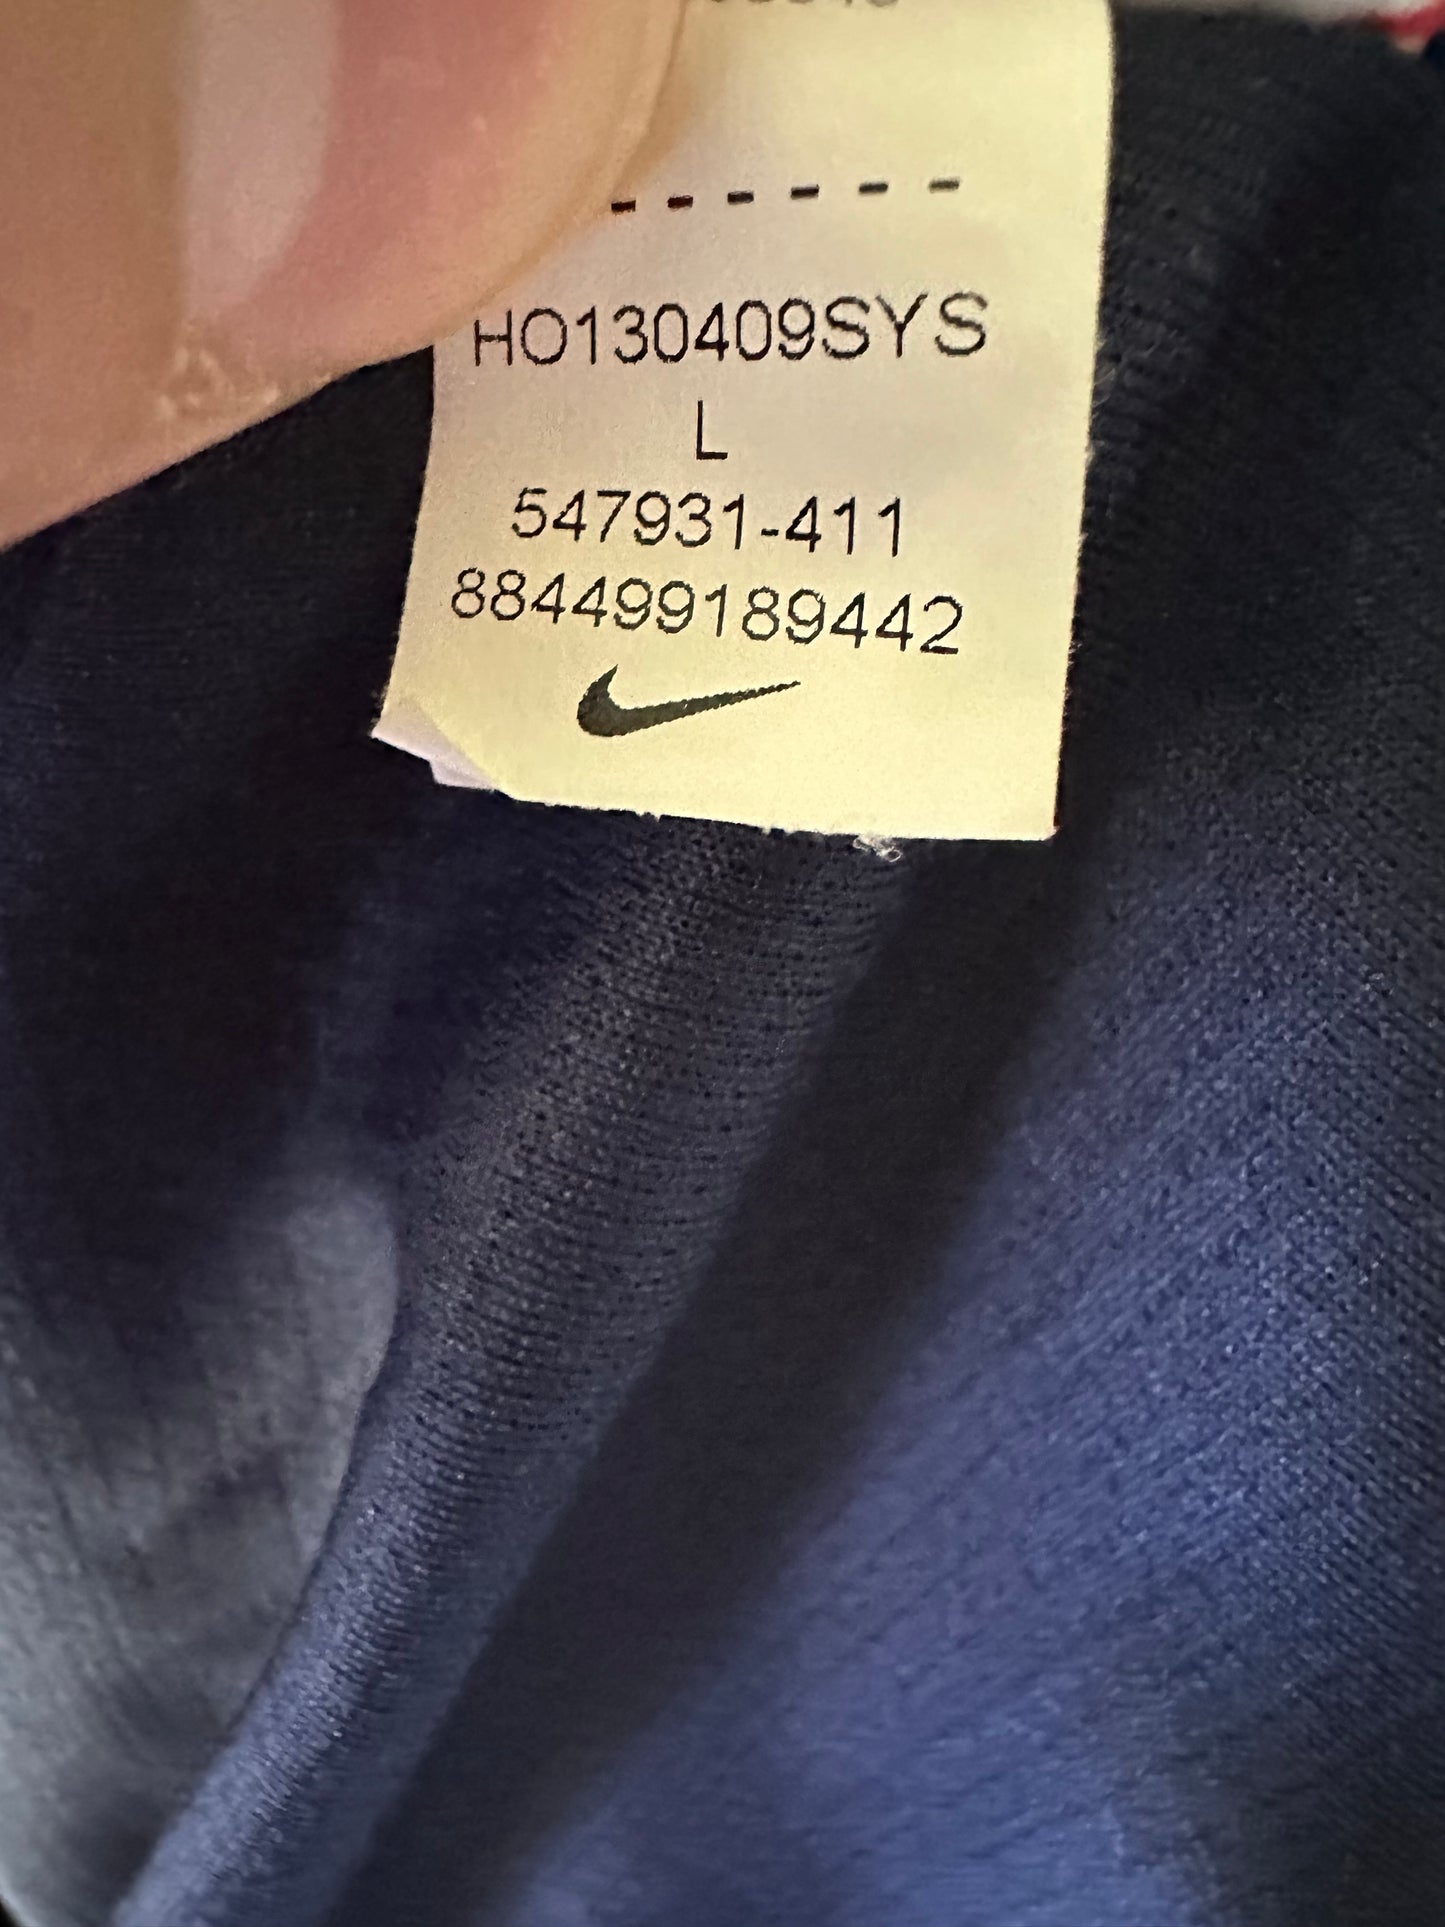 - - - - - -
HO130409SYS
L
547931-411
884499189442